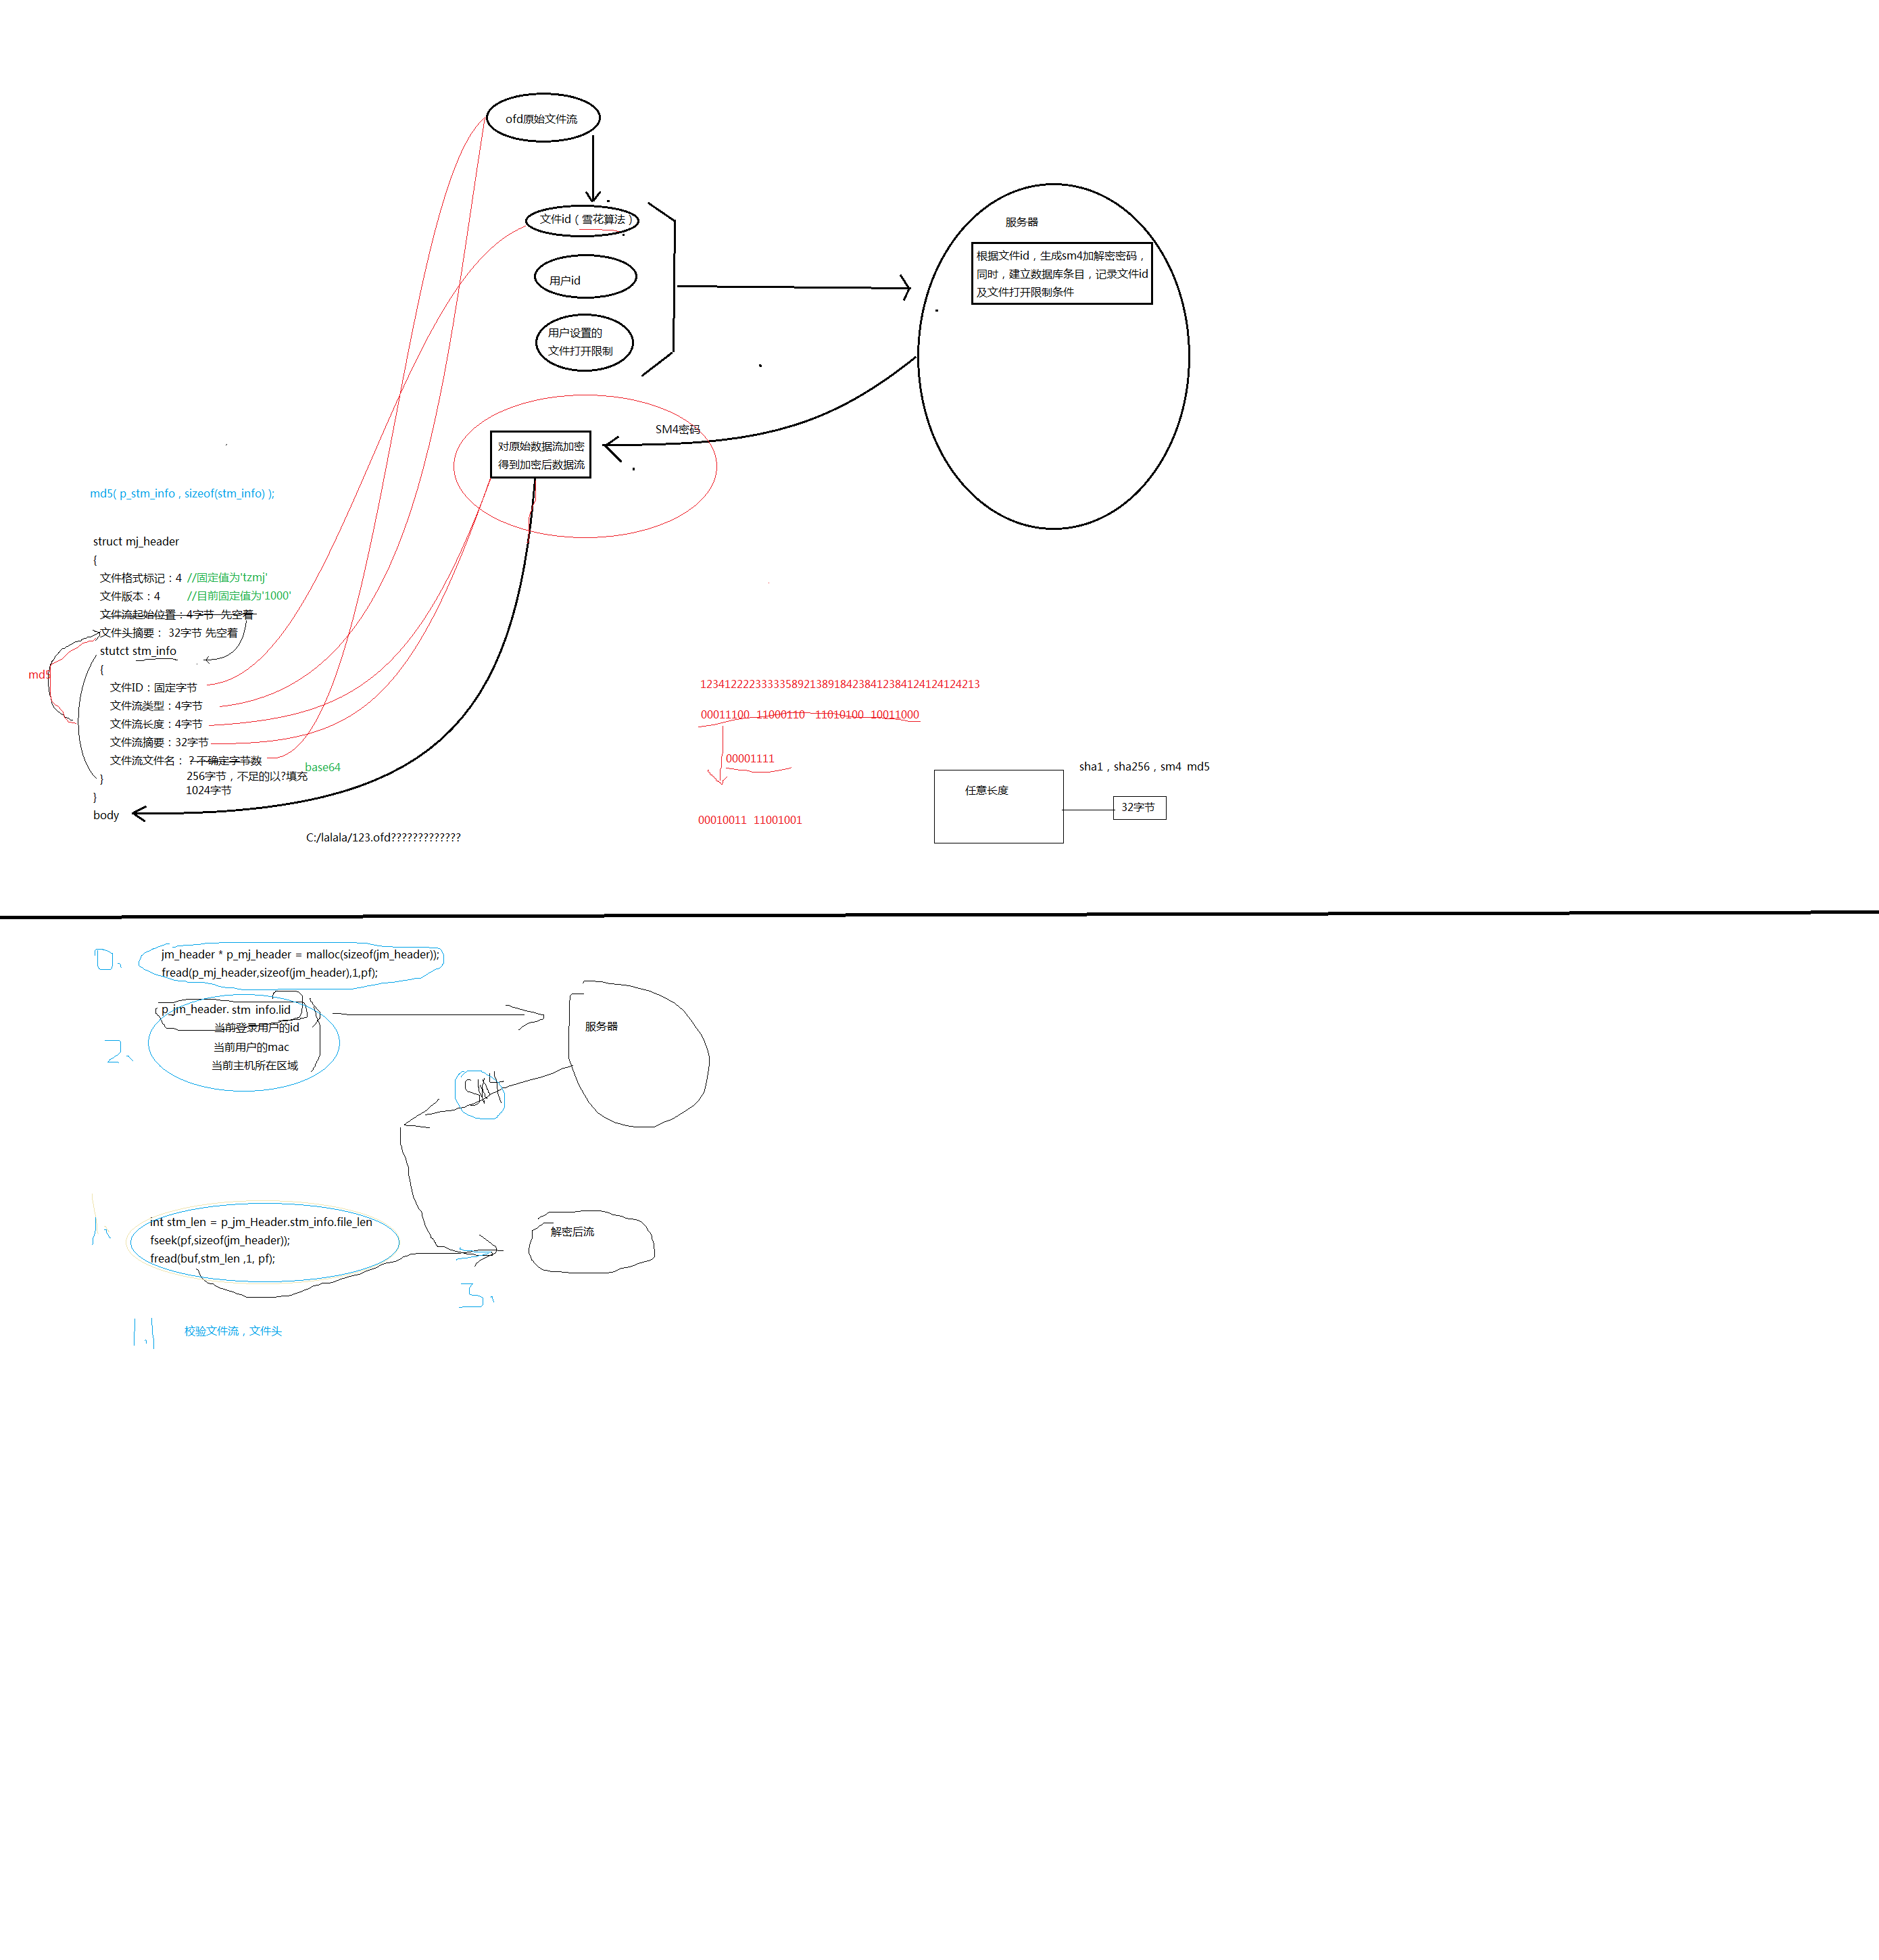 ofd原始文件流
文件id（雪花算法）
用户id
用户设置的
文件打开限制
服务器
根据文件id，生成sm4加解密密码，
同时，建立数据库条目，记录文件id
及文件打开限制条件
SM4密码
对原始数据流加密
得到加密后数据流
md5( p_stm_info , sizeof(stm_info) );
struct mj_header
{
文件格式标记：4 //固定值为'tzmj'
文件版本：4 //目前固定值为'1000'
文件流起始位置：4字节 先空着
文件头摘要： 32字节 先空着
stutct stm_info
{
md5
文件ID：固定字节
文件流类型：4字节
文件流长度：4字节
文件流摘要：32字节
文件流文件名： ? 不确定字节数
base64
256字节，不足的以?填充
1024字节
}
}
body
C:/lalala/123.ofd?????????????
1234122223333358921389184238412384124124124213
00011100 11000110 11010100 10011000
00001111
00010011 11001001
sha1，sha256，sm4 md5
任意长度
32字节
0、
jm_header * p_mj_header = malloc(sizeof(jm_header));
fread(p_mj_header,sizeof(jm_header),1,pf);
2、
p_jm_header. stm_info.lid
当前登录用户的id
当前用户的mac
当前主机所在区域
服务器
SM4
1、
int stm_len = p_jm_Header.stm_info.file_len
fseek(pf,sizeof(jm_header));
fread(buf,stm_len ,1, pf);
解密后流
3、
1.1
校验文件流，文件头